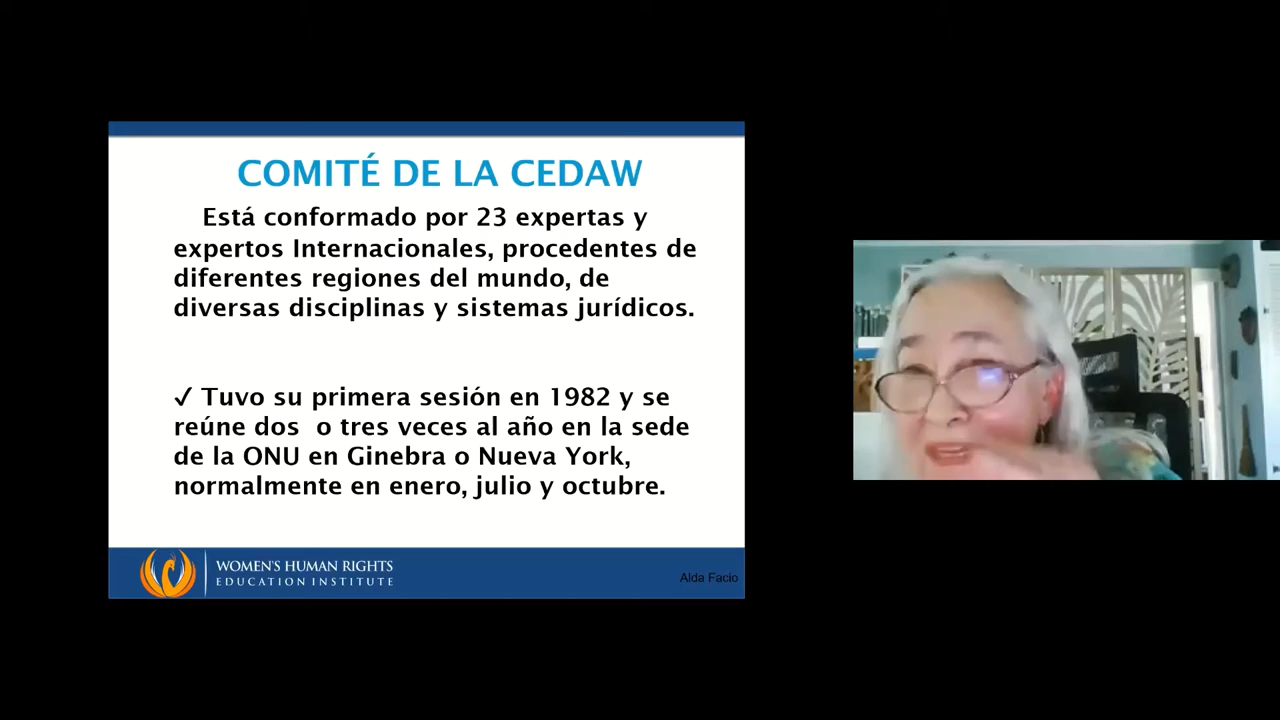 COMITÉ DE LA CEDAW
Está conformado por 23 expertas y
expertos Internacionales, procedentes de
diferentes regiones del mundo, de
diversas disciplinas y sistemas jurídicos.
✓ Tuvo su primera sesión en 1982 y se
reúne dos o tres veces al año en la sede
de la ONU en Ginebra o Nueva York,
normalmente en enero, julio y octubre.
WOMEN'S HUMAN RIGHTS
EDUCATION INSTITUTE
Alda Facio